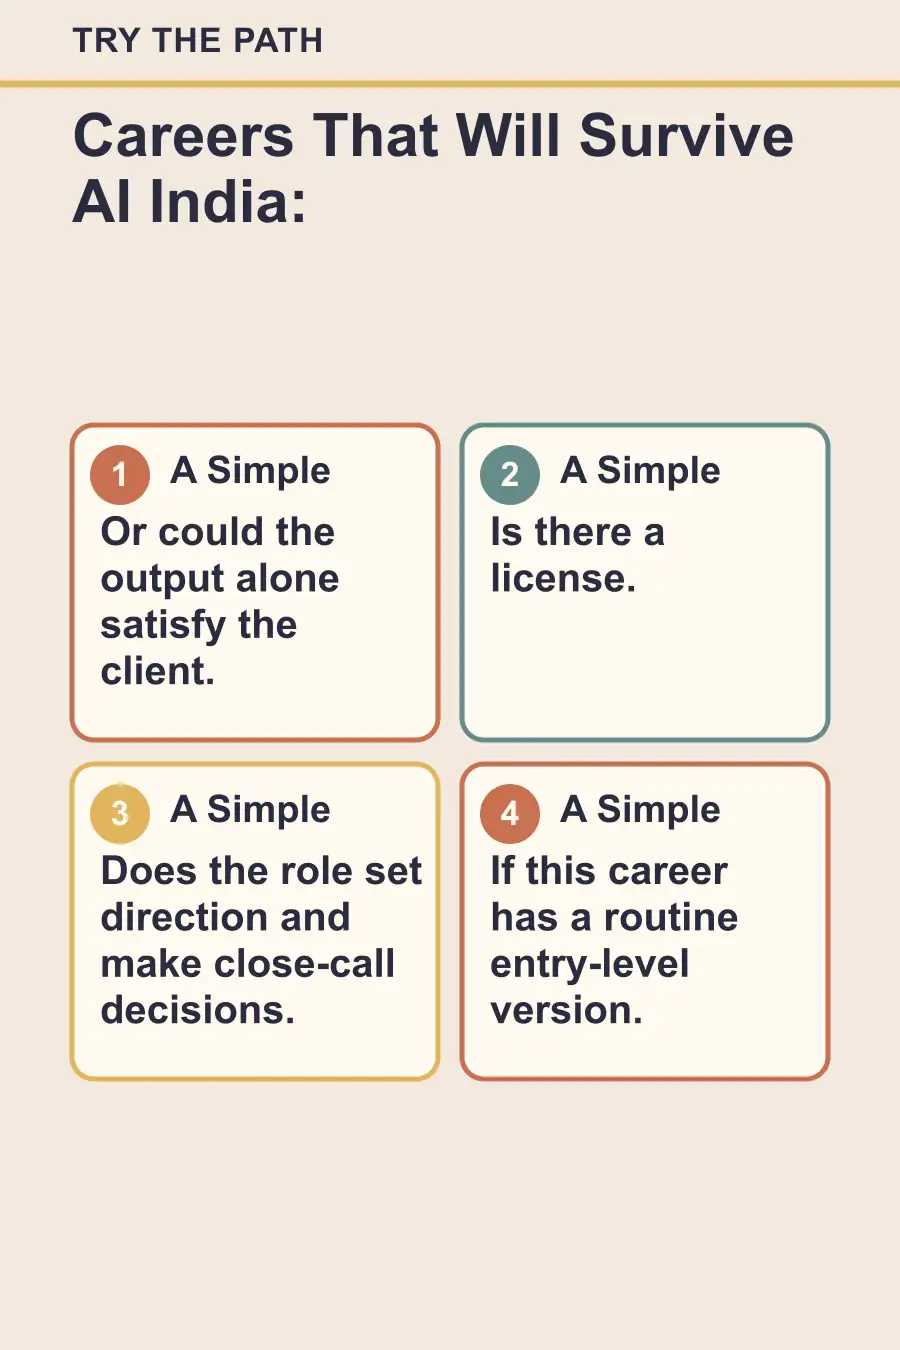 TRY THE PATH
Careers That Will Survive
AI India:
1 A Simple
Or could the
output alone
satisfy the
client.
2 A Simple
Is there a
license.
3 A Simple
Does the role set
direction and
make close-call
decisions.
4 A Simple
If this career
has a routine
entry-level
version.